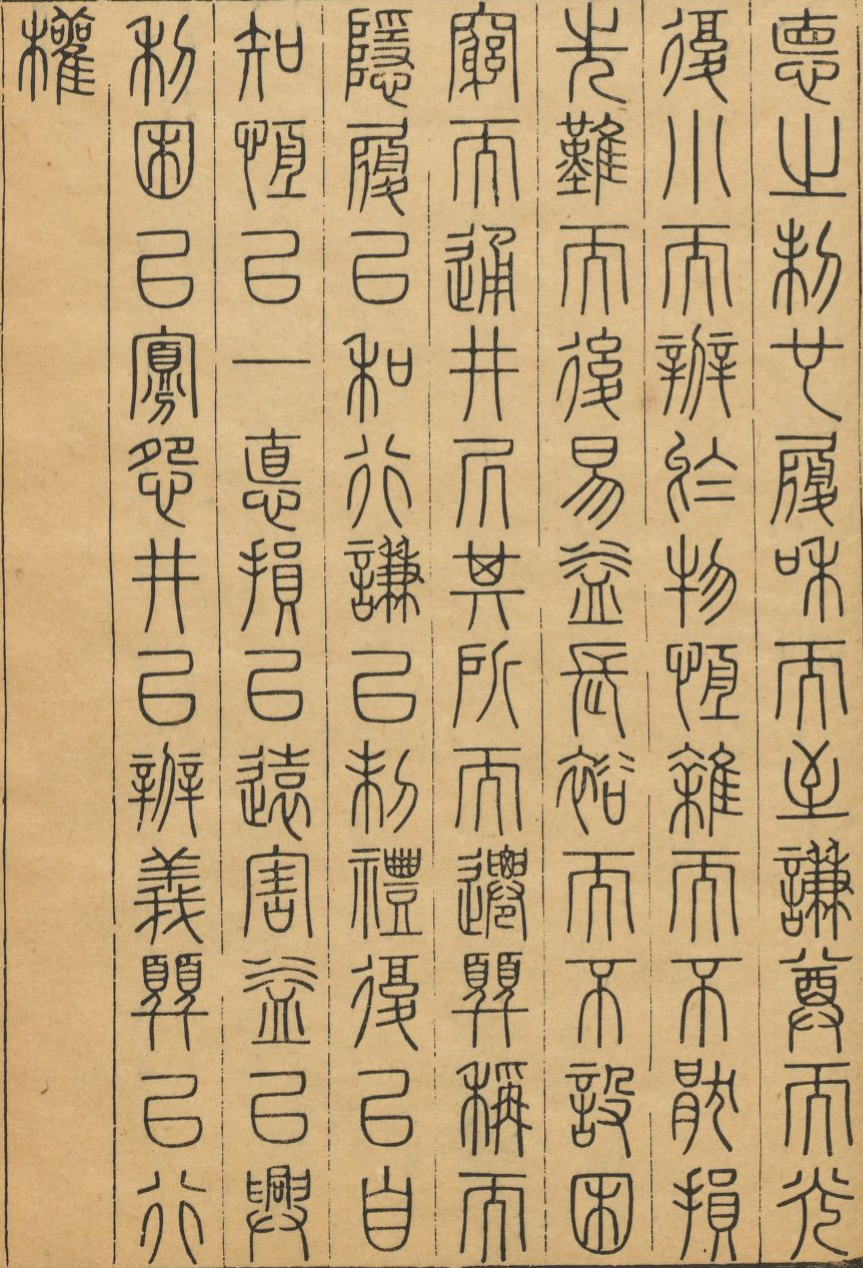 德之制也履和而至謙尊而光
復小而辨於物恆雜而不厭損
先難而後易益長裕而不設困
窮而通井居其所而遷巽稱而
隱履以和行謙以制禮復以自
知恆以一德損以遠害益以興
利困以寡怨井以辨義巽以行
權